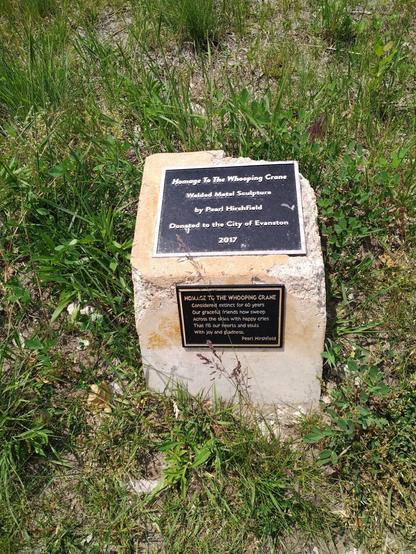 Homage To The Whooping Crane
Welded Metal Sculpture
by Pearl Hirshfield
Donated to the City of Evanston
2017
HOMAGE TO THE WHOOPING CRANE
Considered extinct for 60 years
Our graceful friends now sweep
Across the skies with happy cries
That fill our hearts and souls
With joy and gladness.
Pearl Hirshfield